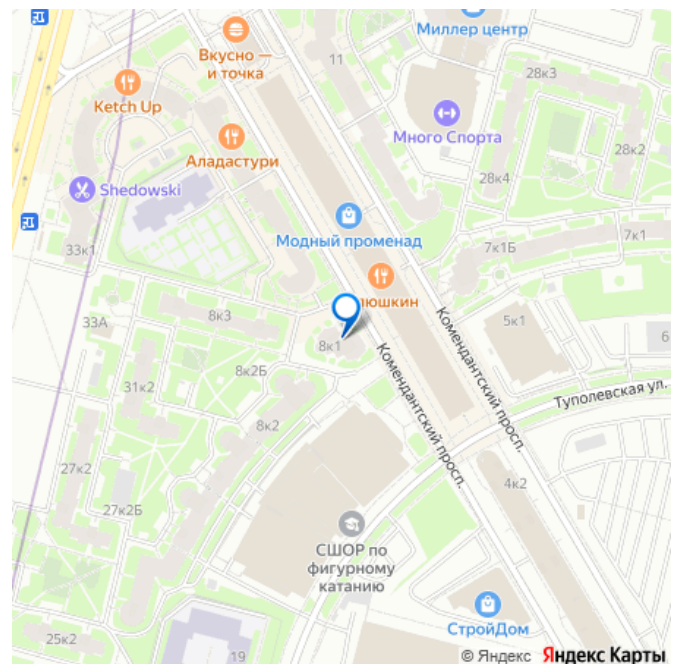 Миллер центр
Вкусно —
и точка
11
28к3
Ketch Up
Много Спорта
28к2
Аладастури
28к4
Shedowski
Модный променад
7к1Б
7к1
33к1
люшкин
8к3
33А
Комендантский просп.
5к1
6
8к1
Комендантский просп.
8к2Б
31к2
Туполевская ул.
8к2
27к2
4к2
27к2Б
СШОР по
фигурному
катанию
СтройДом
25к2
19
© Яндекс Яндекс Карты